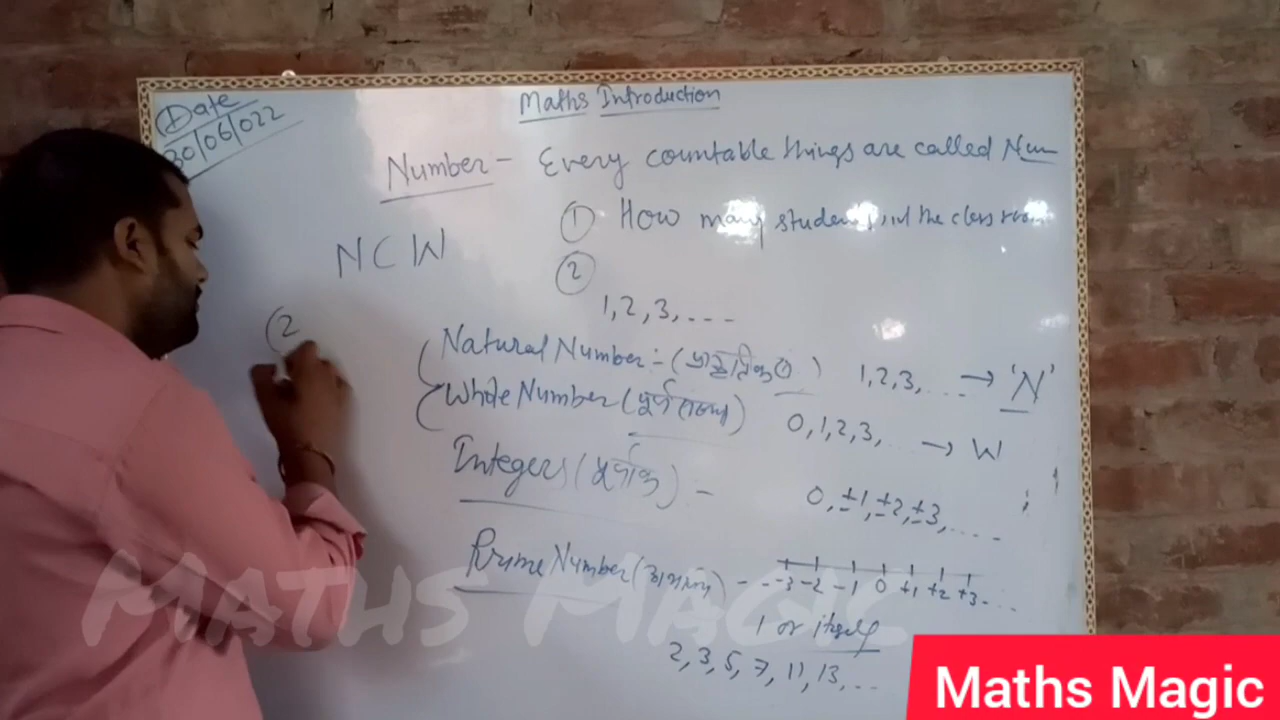 Maths Introduction
Date
30/06/022
Number - Every countable things are called Num
① How many students in the class room
N C W
②
1, 2, 3, ---
②
Natural Number :- (प्राकृतिक सं०) 1, 2, 3, ... → 'N'
Whole Number (पूर्ण संख्या) 0, 1, 2, 3, ... → W
Integers (पूर्णांक) - 0, ±1, ±2, ±3, ....
Prime Number (अभाज्य) - -3 -2 -1 0 +1 +2 +3 ...
1 or itself
2, 3, 5, 7, 11, 13, ...
Maths Magic
Maths Magic